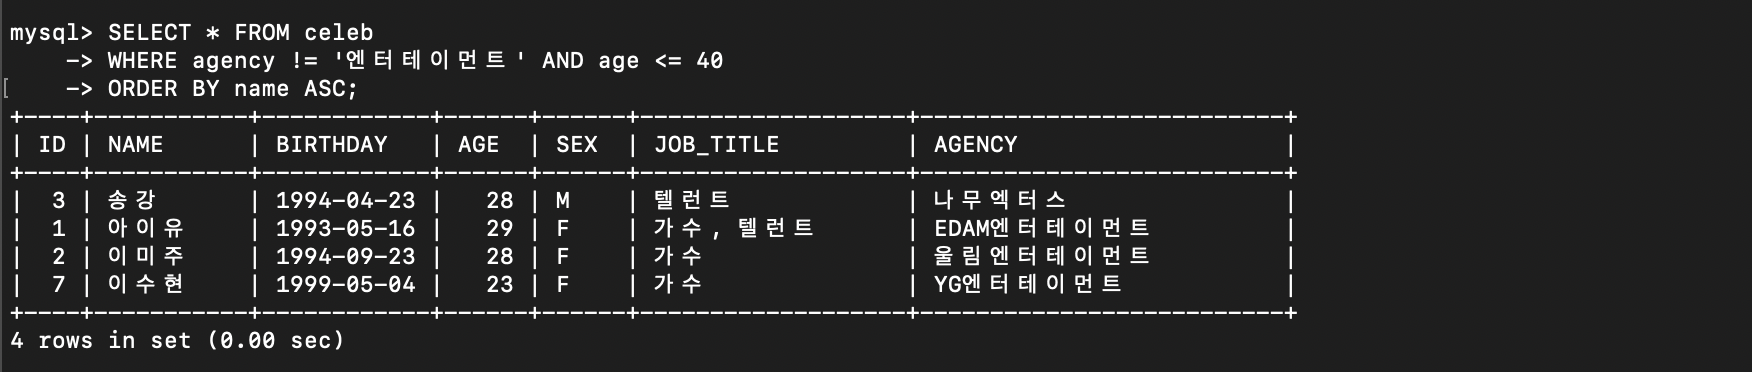 mysql> SELECT * FROM celeb
    -> WHERE agency != '엔터테이먼트' AND age <= 40
[    -> ORDER BY name ASC;
+----+-----------+------------+------+------+-------------------+--------------------------+
| ID | NAME      | BIRTHDAY   | AGE  | SEX  | JOB_TITLE         | AGENCY                   |
+----+-----------+------------+------+------+-------------------+--------------------------+
|  3 | 송강      | 1994-04-23 |   28 | M    | 텔런트            | 나무엑터스               |
|  1 | 아이유    | 1993-05-16 |   29 | F    | 가수, 텔런트      | EDAM엔터테이먼트         |
|  2 | 이미주    | 1994-09-23 |   28 | F    | 가수              | 울림엔터테이먼트         |
|  7 | 이수현    | 1999-05-04 |   23 | F    | 가수              | YG엔터테이먼트           |
+----+-----------+------------+------+------+-------------------+--------------------------+
4 rows in set (0.00 sec)